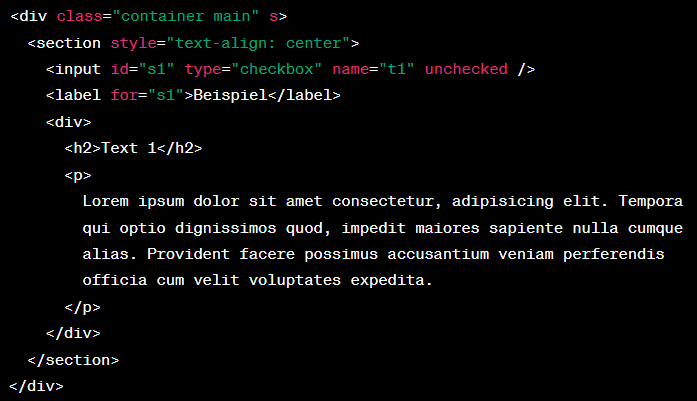 <div class="container main" s>
<section style="text-align: center">
<input id="s1" type="checkbox" name="t1" unchecked />
<label for="s1">Beispiel</label>
<div>
<h2>Text 1</h2>
<p>
Lorem ipsum dolor sit amet consectetur, adipisicing elit. Tempora
qui optio dignissimos quod, impedit maiores sapiente nulla cumque
alias. Provident facere possimus accusantium veniam perferendis
officia cum velit voluptates expedita.
</p>
</div>
</section>
</div>